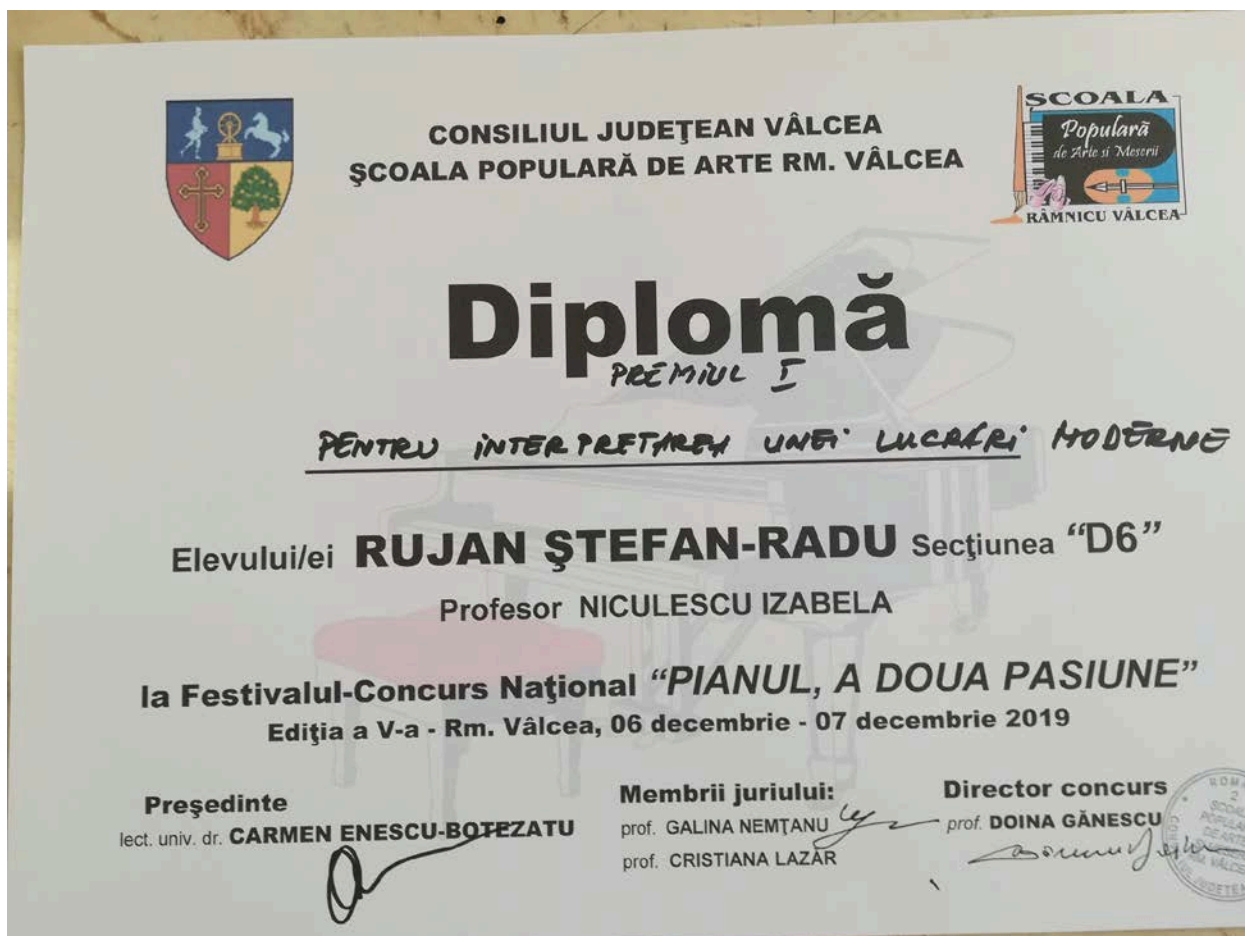 CONSILIUL JUDEŢEAN VÂLCEA
ŞCOALA POPULARĂ DE ARTE RM. VÂLCEA
SCOALA
Populară
de Arte si Meserii
RÂMNICU VÂLCEA
Diplomă
PREMIUL I
PENTRU INTERPRETAREA UNEI LUCRĂRI MODERNE
Elevului/ei RUJAN ŞTEFAN-RADU Secţiunea “D6”
Profesor NICULESCU IZABELA
la Festivalul-Concurs Naţional “PIANUL, A DOUA PASIUNE”
Ediţia a V-a - Rm. Vâlcea, 06 decembrie - 07 decembrie 2019
Preşedinte
lect. univ. dr. CARMEN ENESCU-BOTEZATU
Membrii juriului:
prof. GALINA NEMŢANU
prof. CRISTIANA LAZĂR
Director concurs
prof. DOINA GĂNESCU